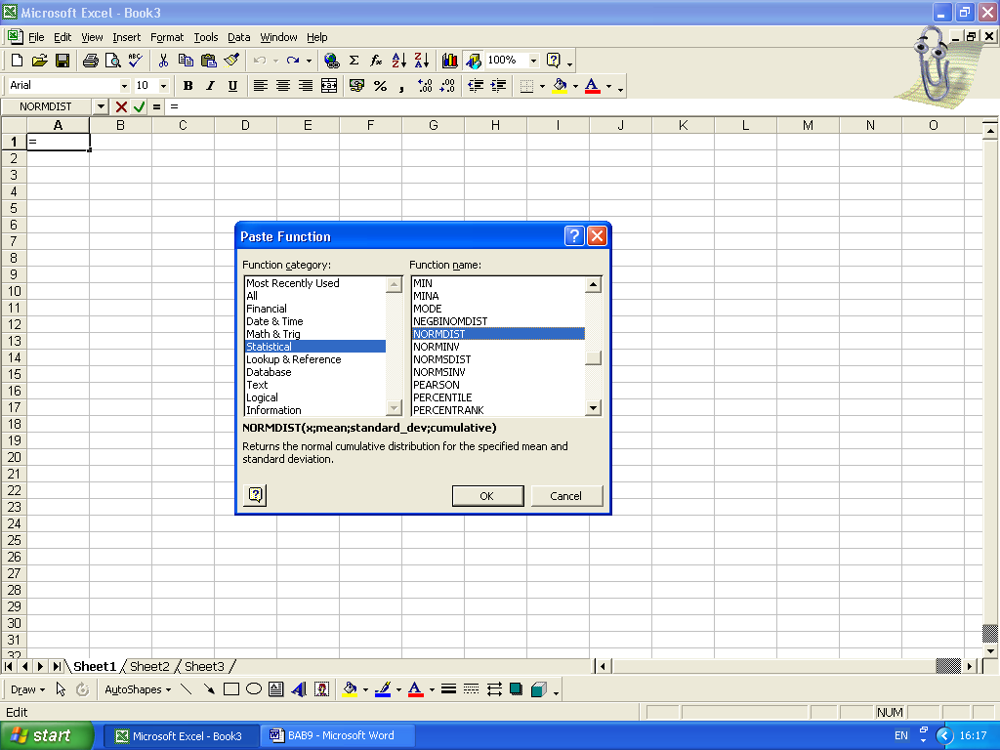 Microsoft Excel - Book3
File Edit View Insert Format Tools Data Window Help
100%
Arial 10 B I U
NORMDIST = =
A B C D E F G H I J K L M N O
1 =
2
3
4
5
6
7
8
9
10
11
12
13
14
15
16
17
18
19
20
21
22
23
24
25
26
27
28
29
30
31
32
Paste Function
Function category: Function name:
Most Recently Used MIN
All MINA
Financial MODE
Date & Time NEGBINOMDIST
Math & Trig NORMDIST
Statistical NORMINV
Lookup & Reference NORMSDIST
Database NORMSINV
Text PEARSON
Logical PERCENTILE
Information PERCENTRANK
NORMDIST(x;mean;standard_dev;cumulative)
Returns the normal cumulative distribution for the specified mean and
standard deviation.
OK Cancel
Sheet1 Sheet2 Sheet3
Draw AutoShapes
Edit NUM
start Microsoft Excel - Book3 BAB9 - Microsoft Word EN 16:17